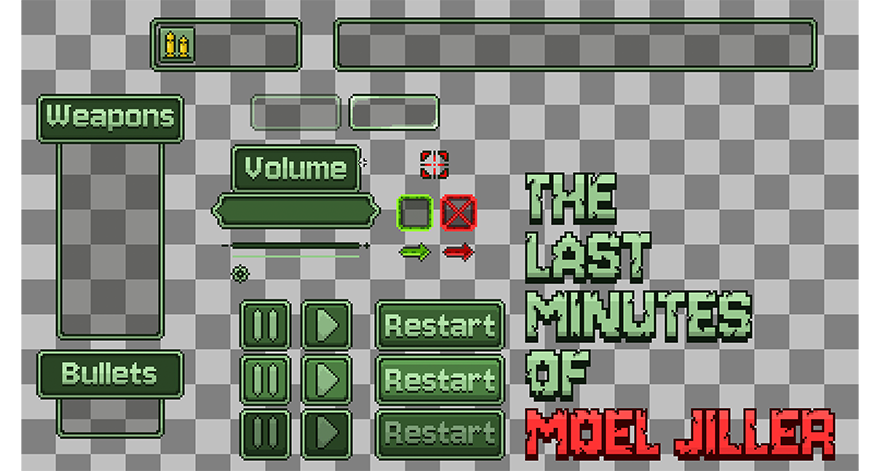 Weapons
Volume
Bullets
Restart
Restart
Restart
THE
LAST
MINUTES
OF
MOEL JILLER